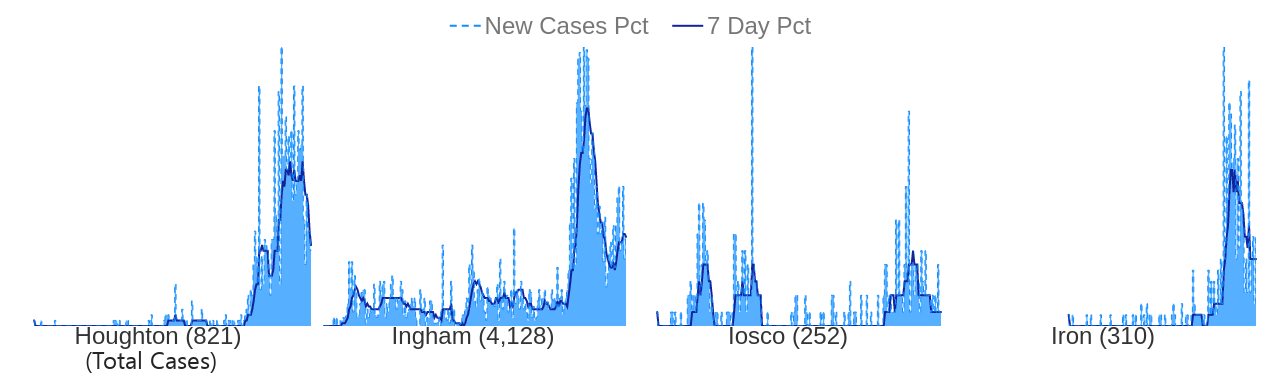 New Cases Pct 7 Day Pct
Houghton (821) Ingham (4,128) Iosco (252) Iron (310)
(Total Cases)